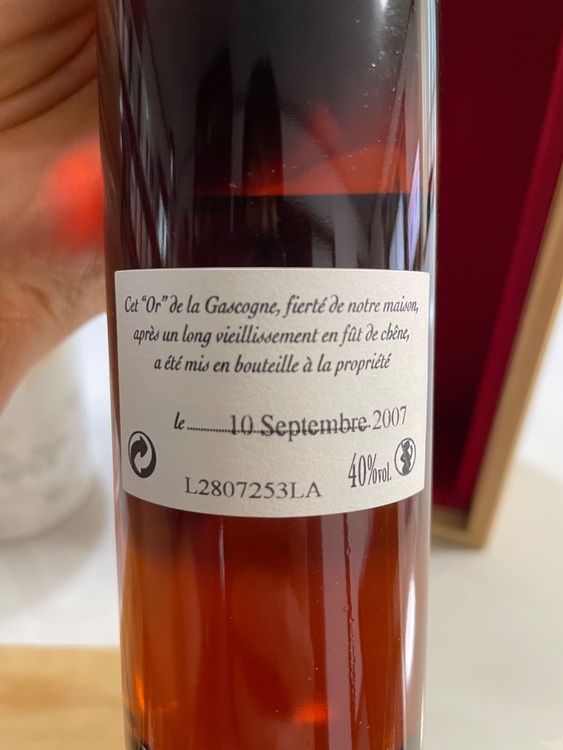 Cet "Or" de la Gascogne, fierté de notre maison,
après un long vieillissement en fût de chêne,
a été mis en bouteille à la propriété
le..........10 Septembre 2007
40%vol.
L2807253LA